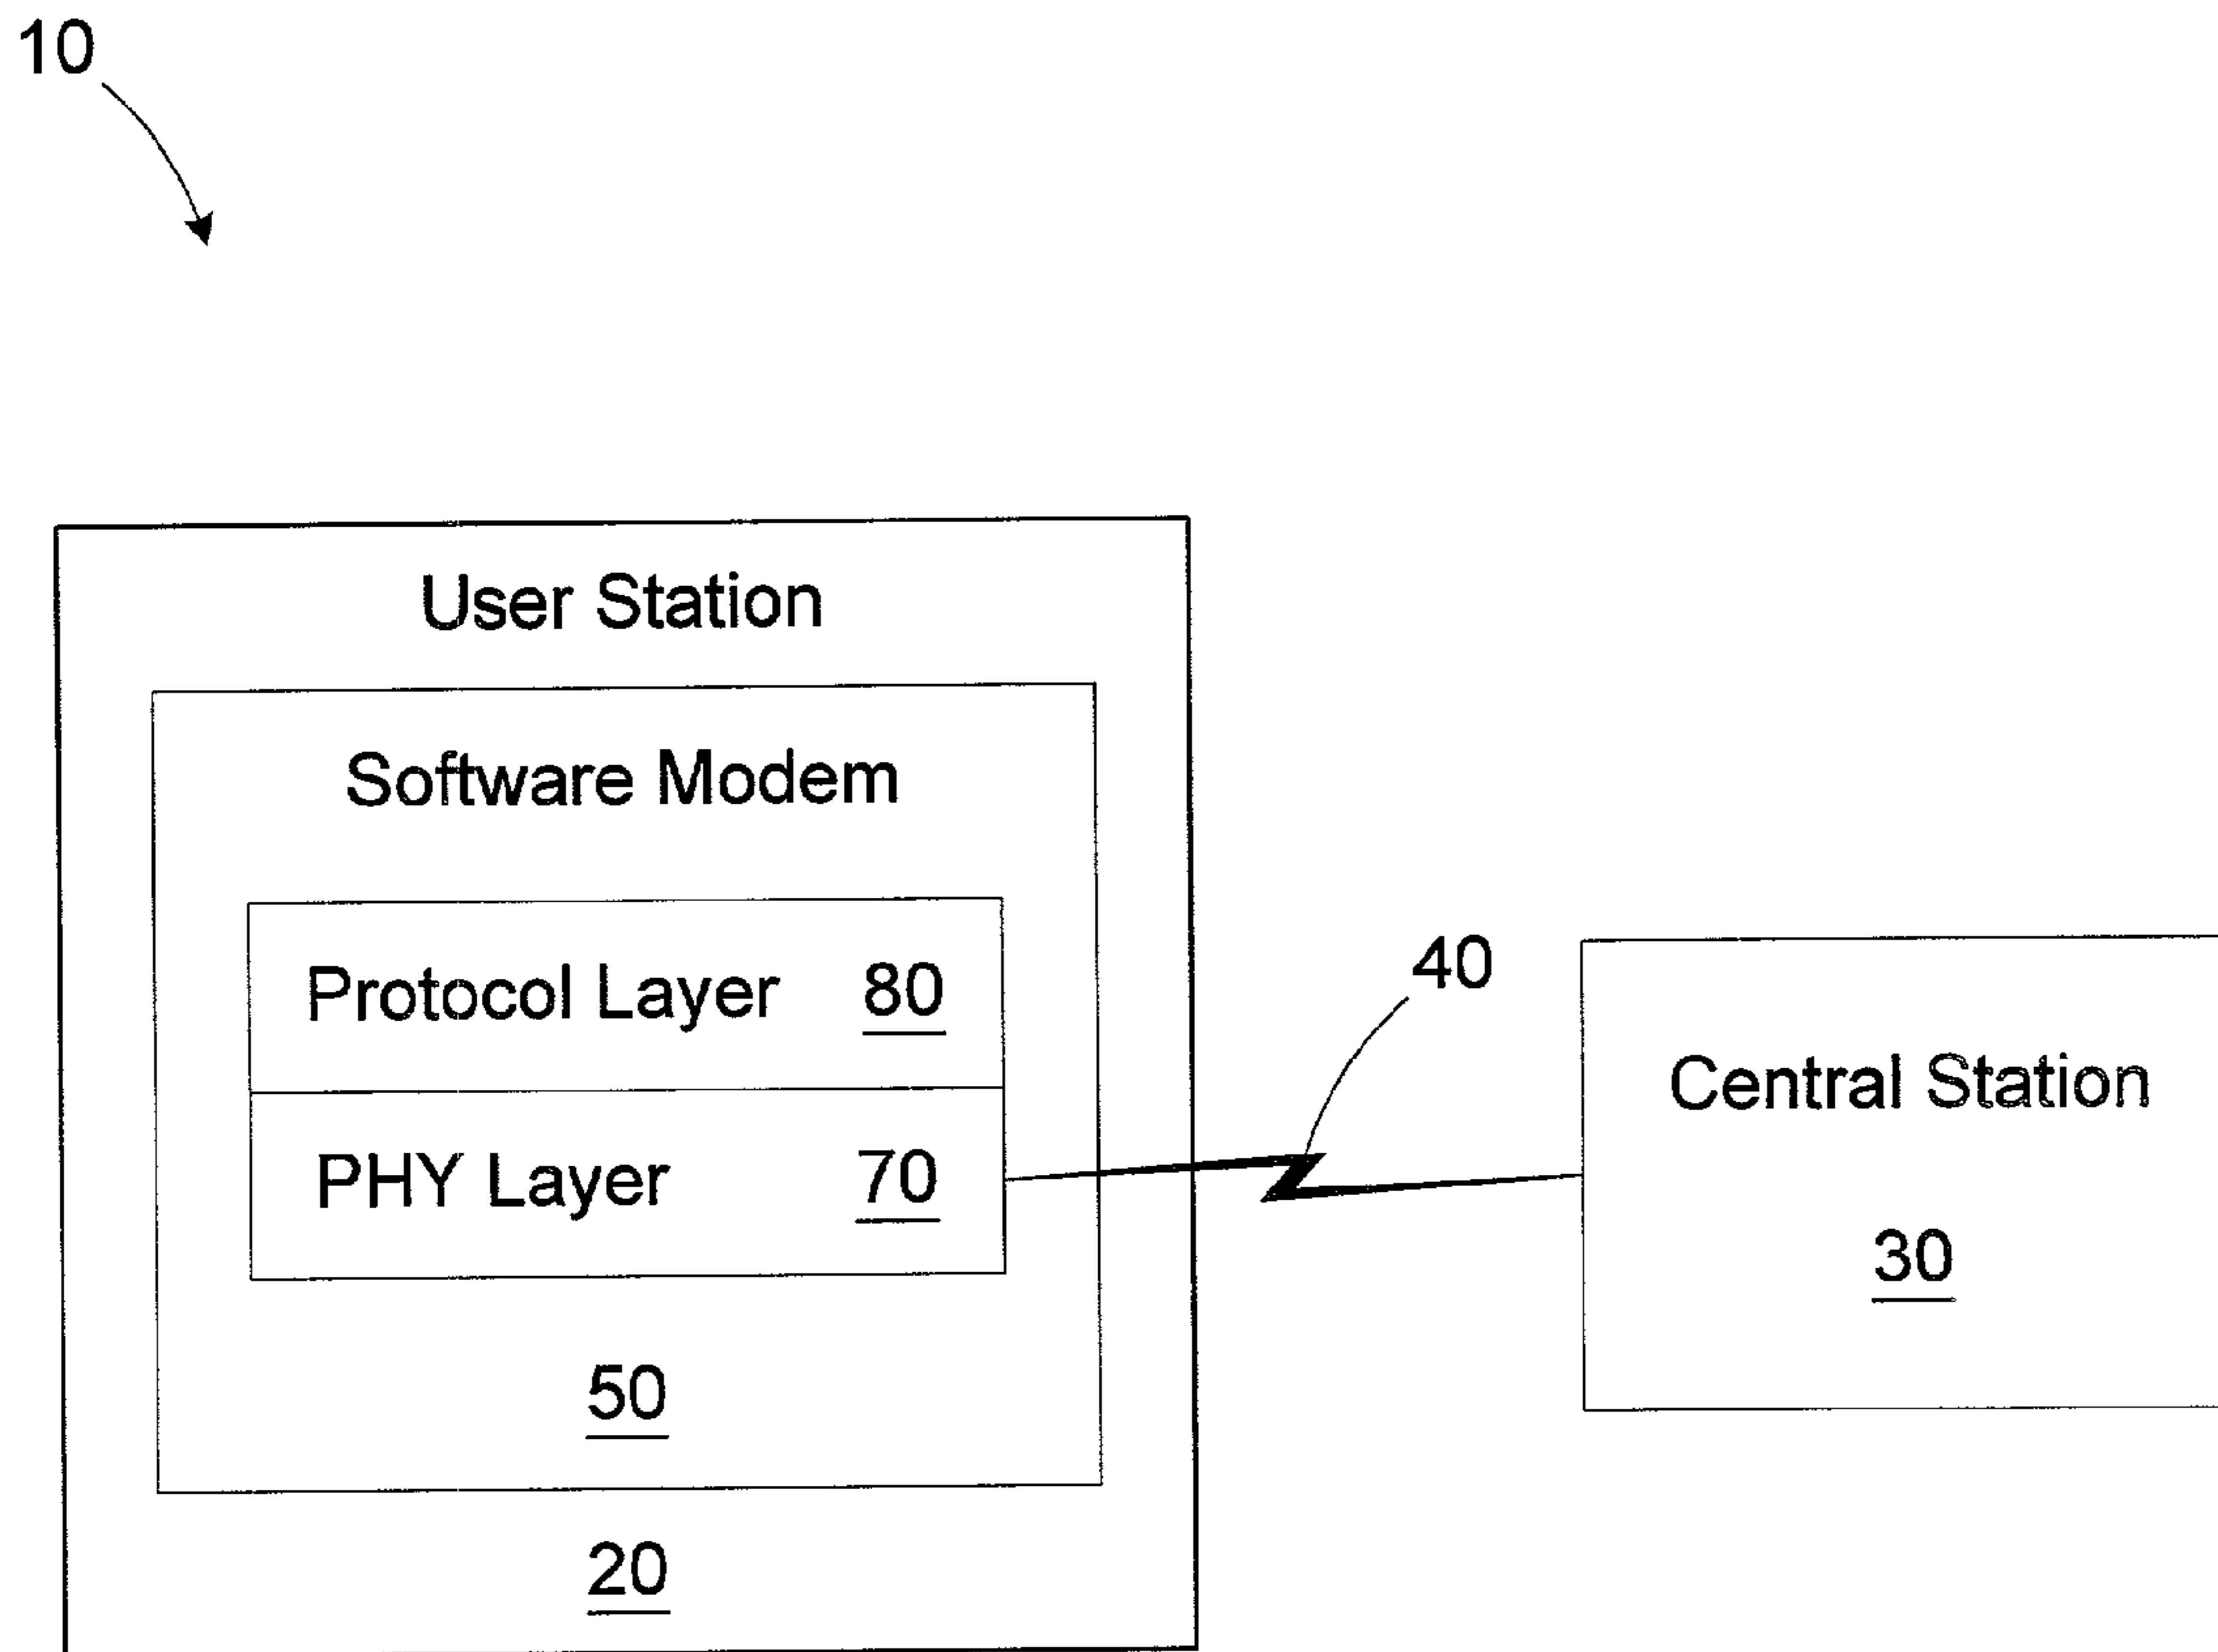 10
User Station
Software Modem
Protocol Layer 80
PHY Layer 70
50
20
40
Central Station
30